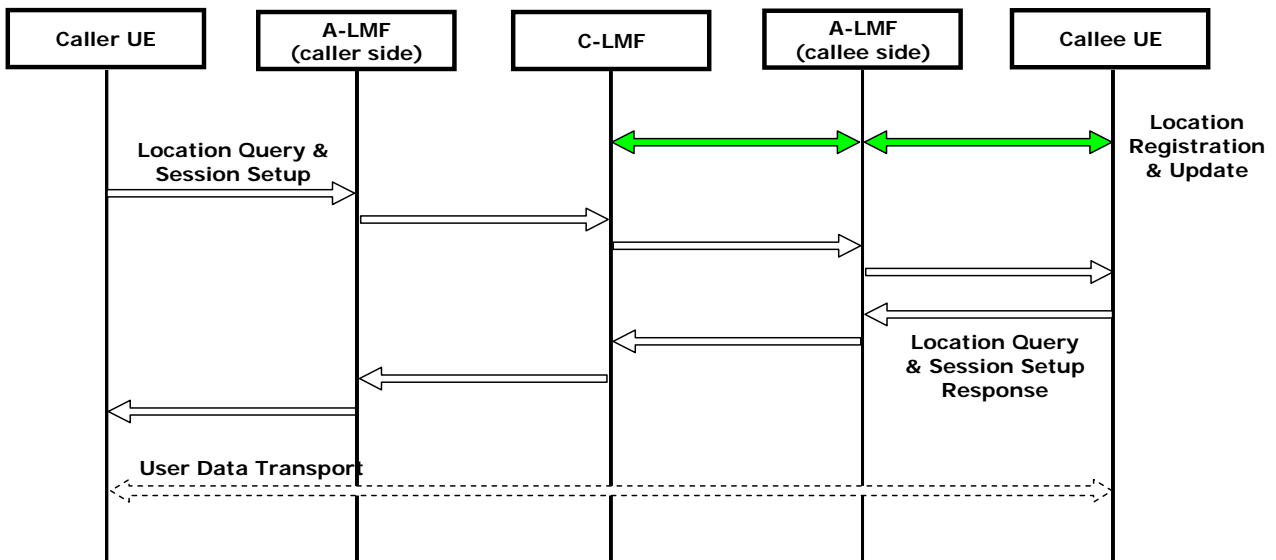 Caller UE
A-LMF
(caller side)
C-LMF
A-LMF
(callee side)
Callee UE
Location
Registration
& Update
Location Query &
Session Setup
Location Query
& Session Setup
Response
User Data Transport